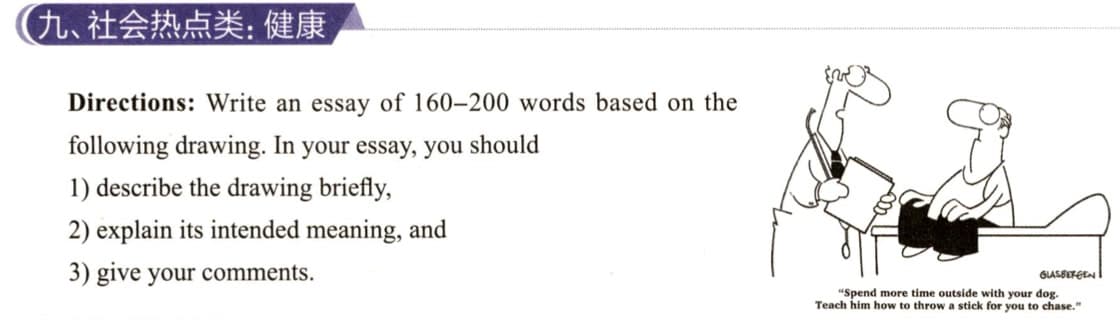 九、社会热点类：健康
Directions: Write an essay of 160–200 words based on the
following drawing. In your essay, you should
1) describe the drawing briefly,
2) explain its intended meaning, and
3) give your comments.
GLASBERGEN
"Spend more time outside with your dog.
Teach him how to throw a stick for you to chase."